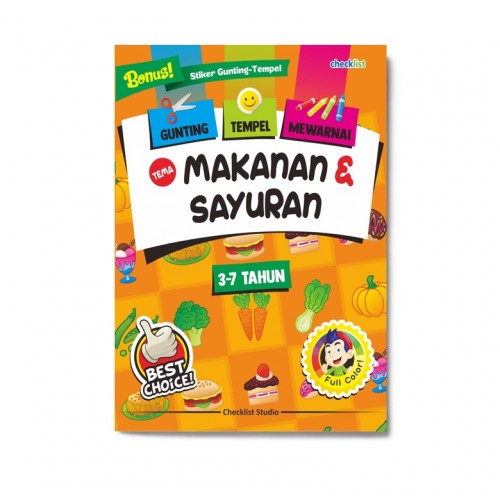 Bonus!
Stiker Gunting-Tempel
checklist
GUNTING
TEMPEL
MEWARNAI
TEMA
MAKANAN &
SAYURAN
3-7 TAHUN
BEST
CHOICE!
Full Color!
Checklist Studio